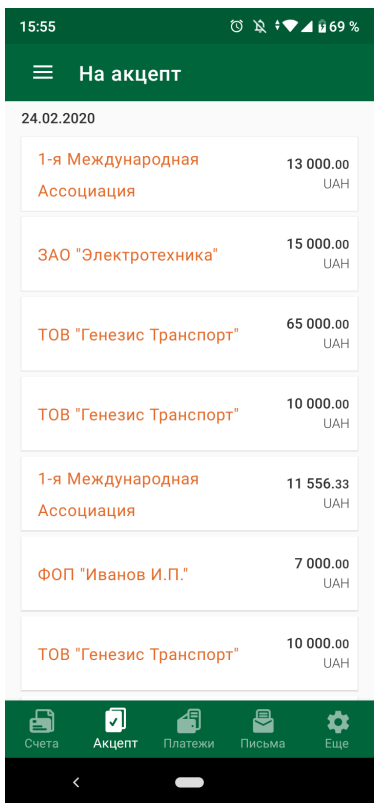 15:55 69 %
На акцепт
24.02.2020
1-я Международная
Ассоциация
13 000.00
UAH
ЗАО "Электротехника"
15 000.00
UAH
ТОВ "Генезис Транспорт"
65 000.00
UAH
ТОВ "Генезис Транспорт"
10 000.00
UAH
1-я Международная
Ассоциация
11 556.33
UAH
ФОП "Иванов И.П."
7 000.00
UAH
ТОВ "Генезис Транспорт"
10 000.00
UAH
Счета Акцепт Платежи Письма Еще